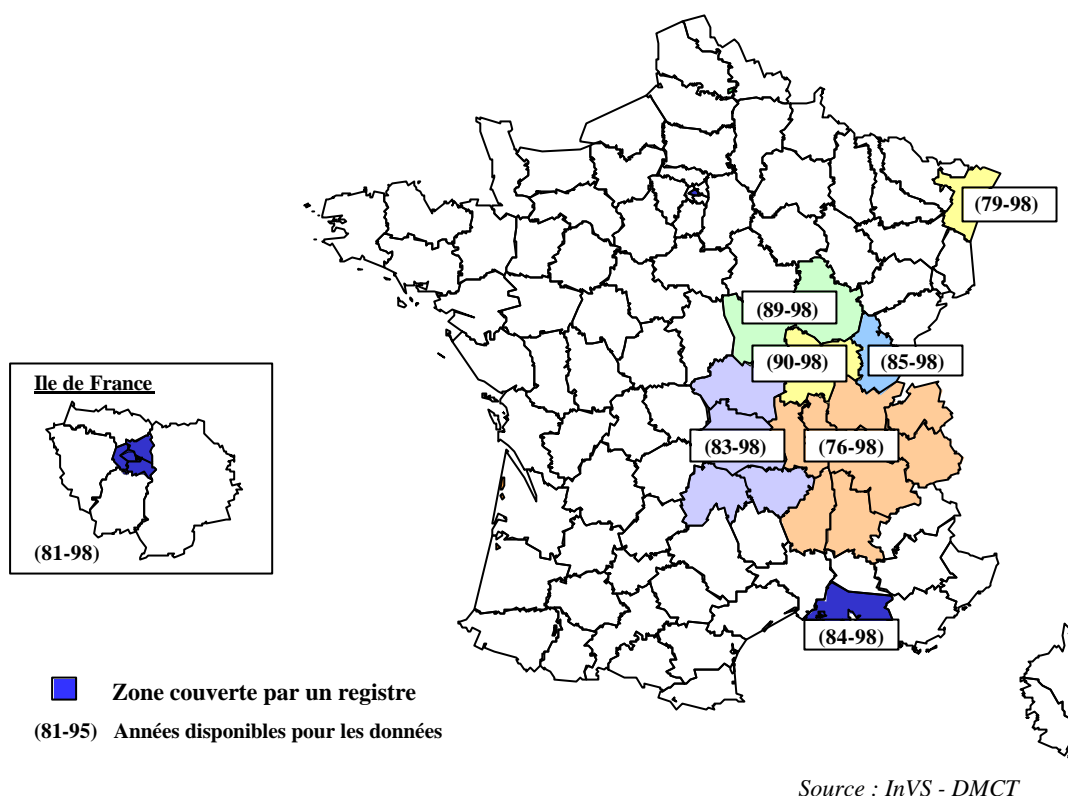 (79-98)
(89-98)
(90-98)
(85-98)
Ile de France
(83-98)
(76-98)
(81-98)
(84-98)
Zone couverte par un registre
(81-95) Années disponibles pour les données
Source : InVS - DMCT